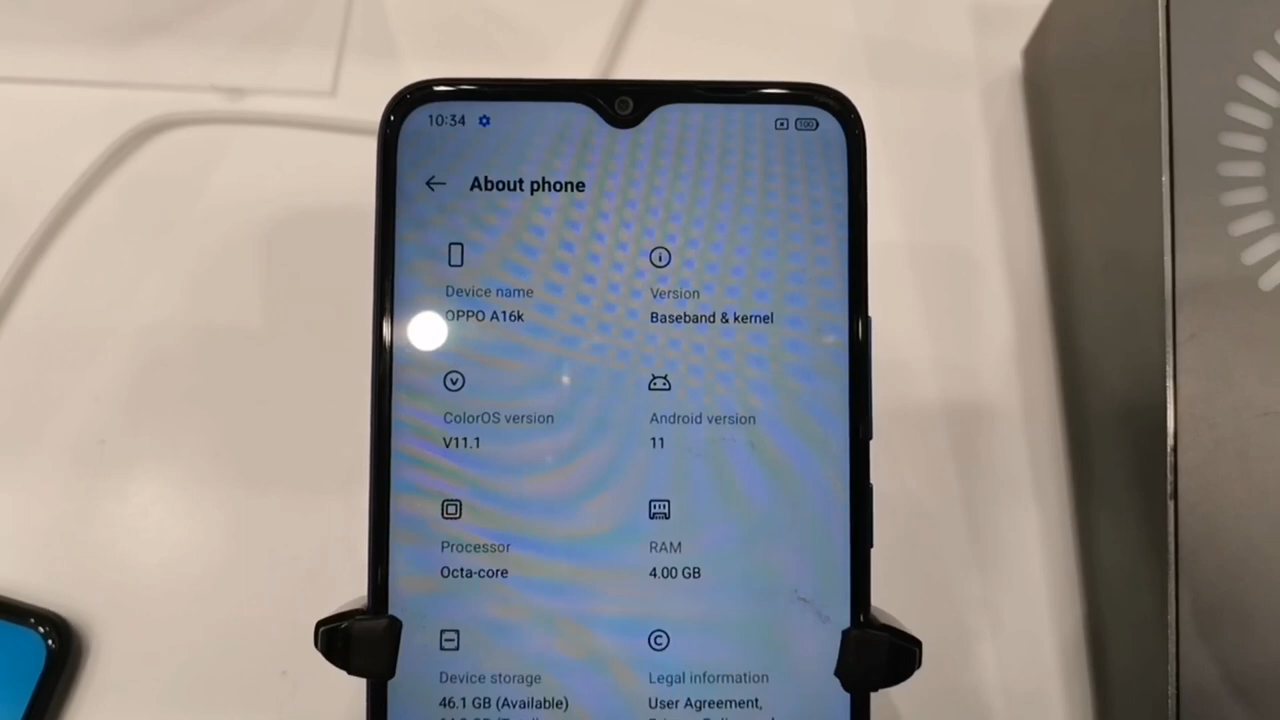 10:34
100
About phone
Device name
OPPO A16k
Version
Baseband & kernel
ColorOS version
V11.1
Android version
11
Processor
Octa-core
RAM
4.00 GB
Device storage
46.1 GB (Available)
Legal information
User Agreement,